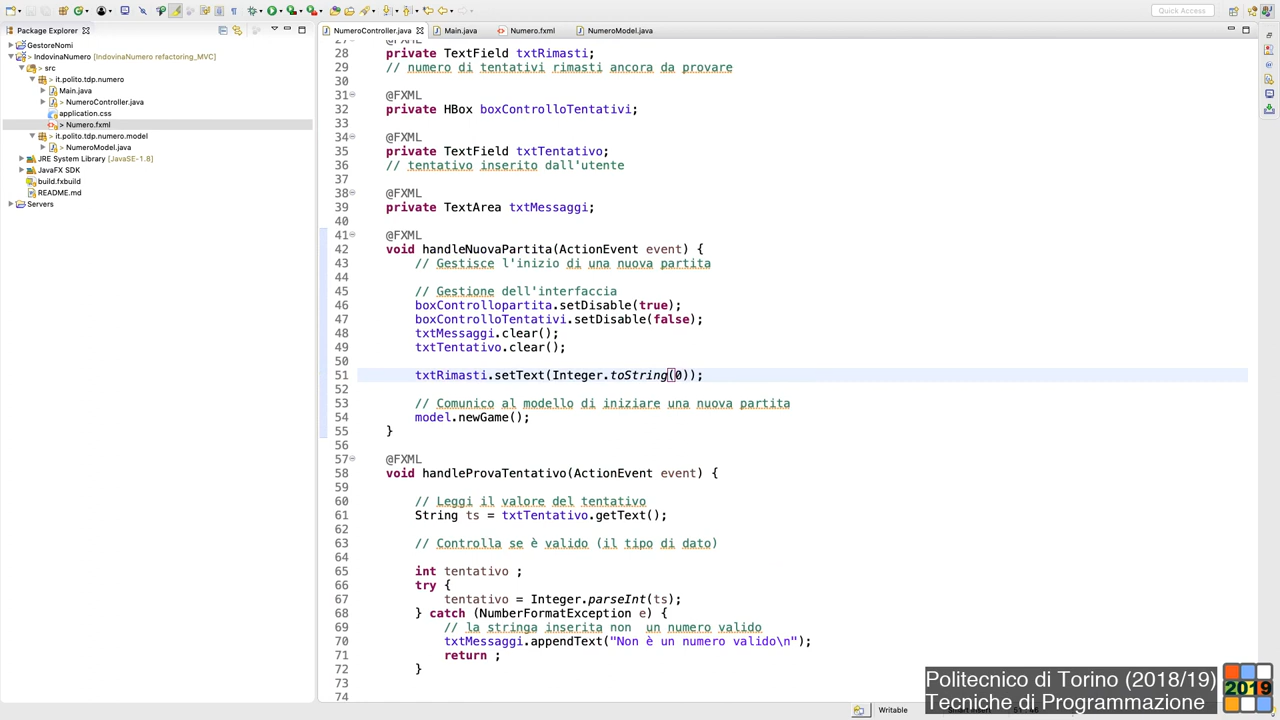 Quick Access
Package Explorer
GestoreNomi
> IndovinaNumero [IndovinaNumero refactoring_MVC]
> src
> it.polito.tdp.numero
Main.java
> NumeroController.java
application.css
> Numero.fxml
> it.polito.tdp.numero.model
> NumeroModel.java
JRE System Library [JavaSE-1.8]
JavaFX SDK
build.fxbuild
README.md
Servers
NumeroController.java
Main.java
Numero.fxml
NumeroModel.java
27 @FXML
28 private TextField txtRimasti;
29 // numero di tentativi rimasti ancora da provare
30
31 @FXML
32 private HBox boxControlloTentativi;
33
34 @FXML
35 private TextField txtTentativo;
36 // tentativo inserito dall'utente
37
38 @FXML
39 private TextArea txtMessaggi;
40
41 @FXML
42 void handleNuovaPartita(ActionEvent event) {
43 // Gestisce l'inizio di una nuova partita
44
45 // Gestione dell'interfaccia
46 boxControllopartita.setDisable(true);
47 boxControlloTentativi.setDisable(false);
48 txtMessaggi.clear();
49 txtTentativo.clear();
50
51 txtRimasti.setText(Integer.toString(0));
52
53 // Comunico al modello di iniziare una nuova partita
54 model.newGame();
55 }
56
57 @FXML
58 void handleProvaTentativo(ActionEvent event) {
59
60 // Leggi il valore del tentativo
61 String ts = txtTentativo.getText();
62
63 // Controlla se è valido (il tipo di dato)
64
65 int tentativo ;
66 try {
67 tentativo = Integer.parseInt(ts);
68 } catch (NumberFormatException e) {
69 // la stringa inserita non  un numero valido
70 txtMessaggi.appendText("Non è un numero valido\n");
71 return ;
72 }
73
74
Politecnico di Torino (2018/19)
Tecniche di Programmazione
2019
Writable